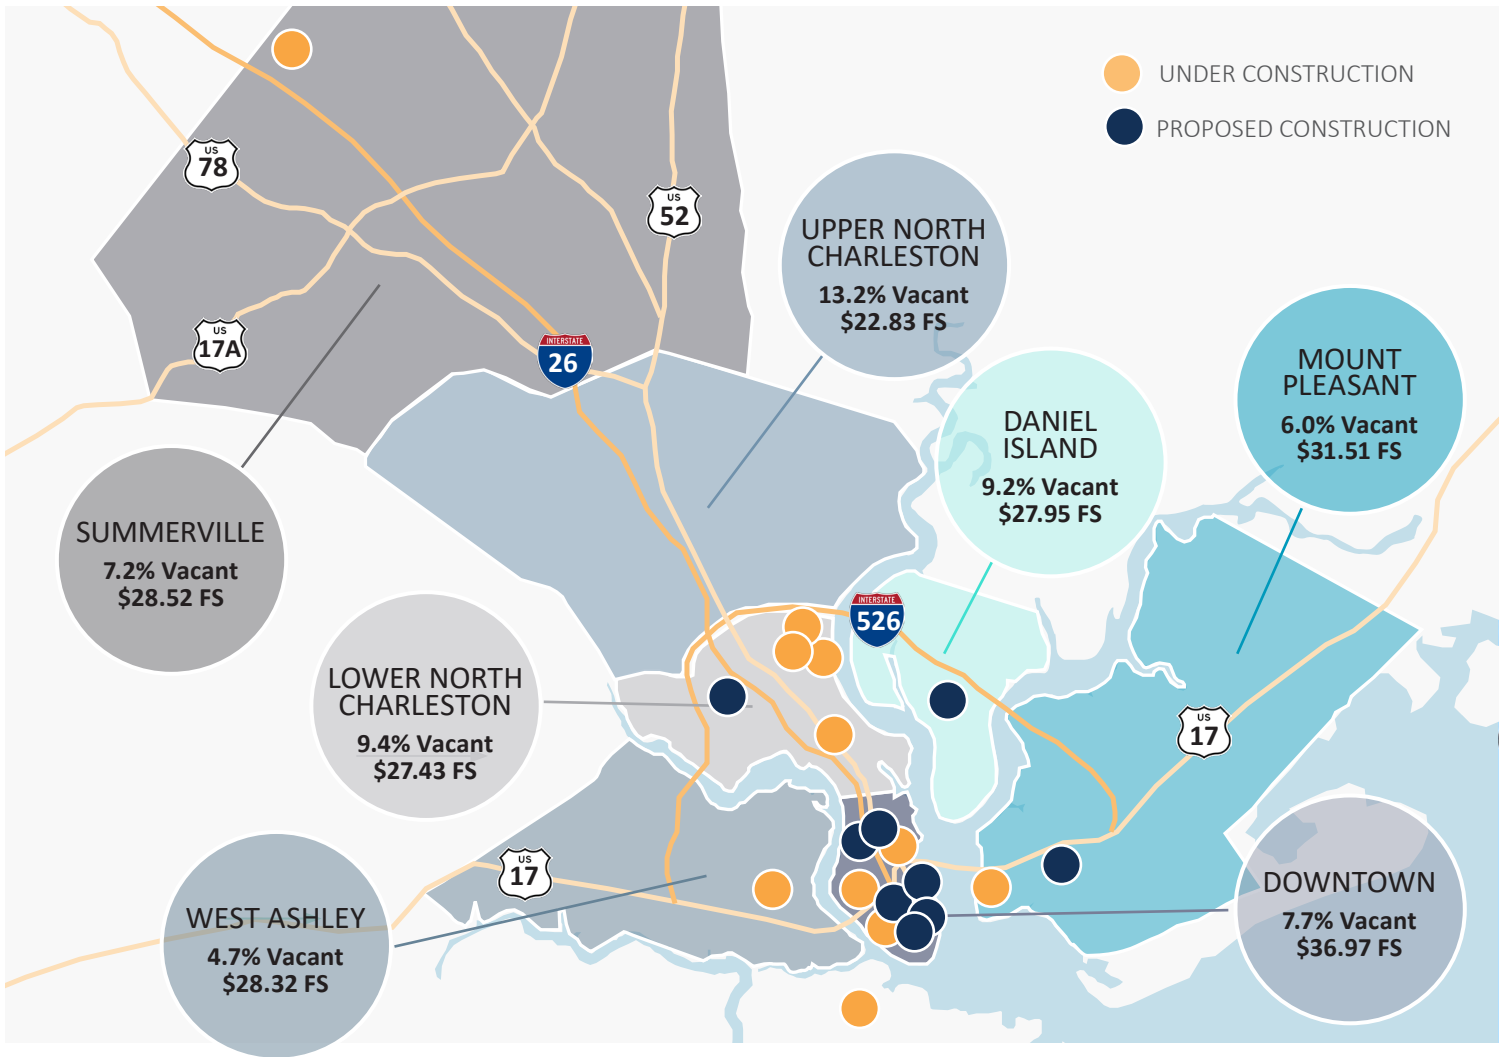 UNDER CONSTRUCTION
PROPOSED CONSTRUCTION
US
78
US
52
US
17A
INTERSTATE
26
UPPER NORTH
CHARLESTON
13.2% Vacant
$22.83 FS
MOUNT
PLEASANT
6.0% Vacant
$31.51 FS
DANIEL
ISLAND
9.2% Vacant
$27.95 FS
SUMMERVILLE
7.2% Vacant
$28.52 FS
INTERSTATE
526
LOWER NORTH
CHARLESTON
9.4% Vacant
$27.43 FS
US
17
US
17
WEST ASHLEY
4.7% Vacant
$28.32 FS
DOWNTOWN
7.7% Vacant
$36.97 FS